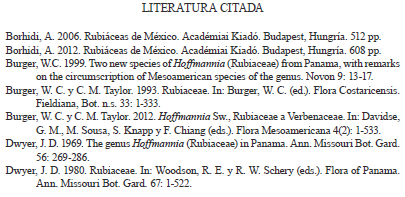 LITERATURA CITADA
Borhidi, A. 2006. Rubiáceas de México. Académiai Kiadó. Budapest, Hungría. 512 pp.
Borhidi, A. 2012. Rubiáceas de México. Académiai Kiadó. Budapest, Hungría. 608 pp.
Burger, W.C. 1999. Two new species of Hoffmannia (Rubiaceae) from Panama, with remarks
on the circumscription of Mesoamerican species of the genus. Novon 9: 13-17.
Burger, W. C. y C. M. Taylor. 1993. Rubiaceae. In: Burger, W. C. (ed.). Flora Costaricensis.
Fieldiana, Bot. n.s. 33: 1-333.
Burger, W. C. y C. M. Taylor. 2012. Hoffmannia Sw., Rubiaceae a Verbenaceae. In: Davidse,
G. M., M. Sousa, S. Knapp y F. Chiang (eds.). Flora Mesoamericana 4(2): 1-533.
Dwyer, J. D. 1969. The genus Hoffmannia (Rubiaceae) in Panama. Ann. Missouri Bot. Gard.
56: 269-286.
Dwyer, J. D. 1980. Rubiaceae. In: Woodson, R. E. y R. W. Schery (eds.). Flora of Panama.
Ann. Missouri Bot. Gard. 67: 1-522.